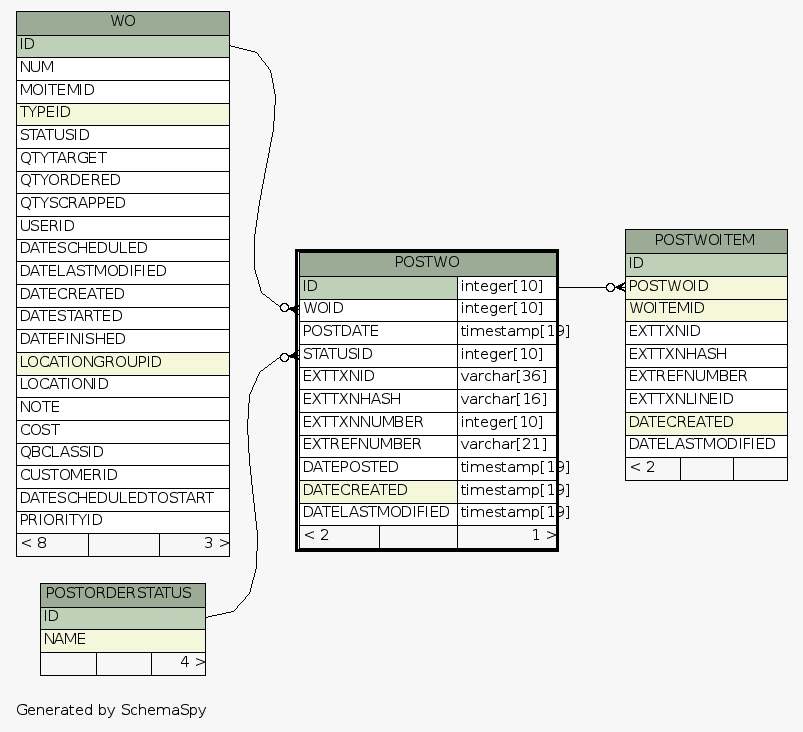 WO
ID
NUM
MOITEMID
TYPEID
STATUSID
QTYTARGET
QTYORDERED
QTYSCRAPPED
USERID
DATESCHEDULED
DATELASTMODIFIED
DATECREATED
DATESTARTED
DATEFINISHED
LOCATIONGROUPID
LOCATIONID
NOTE
COST
QBCLASSID
CUSTOMERID
DATESCHEDULEDTOSTART
PRIORITYID
< 8 3 >
POSTWO
ID integer[10]
WOID integer[10]
POSTDATE timestamp[19]
STATUSID integer[10]
EXTTXNID varchar[36]
EXTTXNHASH varchar[16]
EXTTXNNUMBER integer[10]
EXTREFNUMBER varchar[21]
DATEPOSTED timestamp[19]
DATECREATED timestamp[19]
DATELASTMODIFIED timestamp[19]
< 2 1 >
POSTWOITEM
ID
POSTWOID
WOITEMID
EXTTXNID
EXTTXNHASH
EXTREFNUMBER
EXTTXNLINEID
DATECREATED
DATELASTMODIFIED
< 2
POSTORDERSTATUS
ID
NAME
4 >
Generated by SchemaSpy